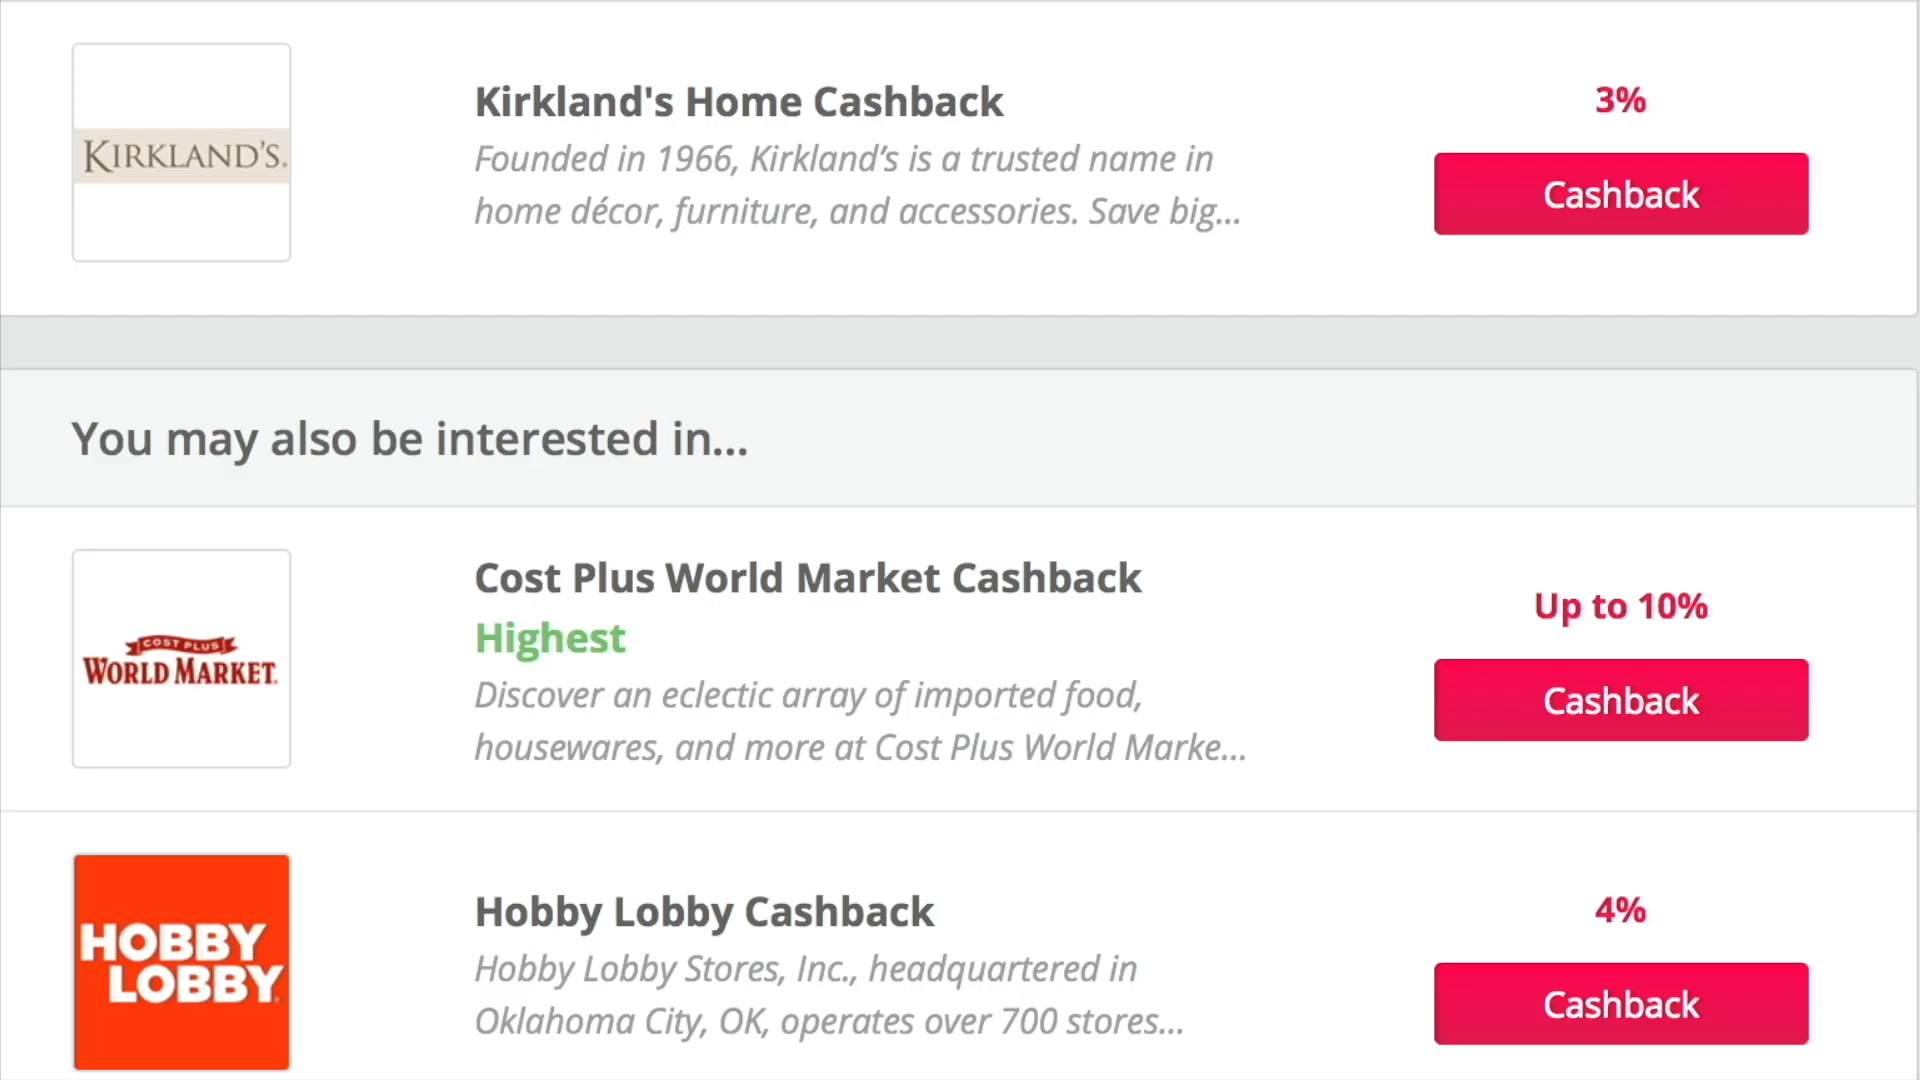 KIRKLAND'S.
Kirkland's Home Cashback
Founded in 1966, Kirkland’s is a trusted name in
home décor, furniture, and accessories. Save big...
3%
Cashback
You may also be interested in...
COST PLUS
WORLD MARKET.
Cost Plus World Market Cashback
Highest
Discover an eclectic array of imported food,
housewares, and more at Cost Plus World Marke...
Up to 10%
Cashback
HOBBY
LOBBY
Hobby Lobby Cashback
Hobby Lobby Stores, Inc., headquartered in
Oklahoma City, OK, operates over 700 stores...
4%
Cashback